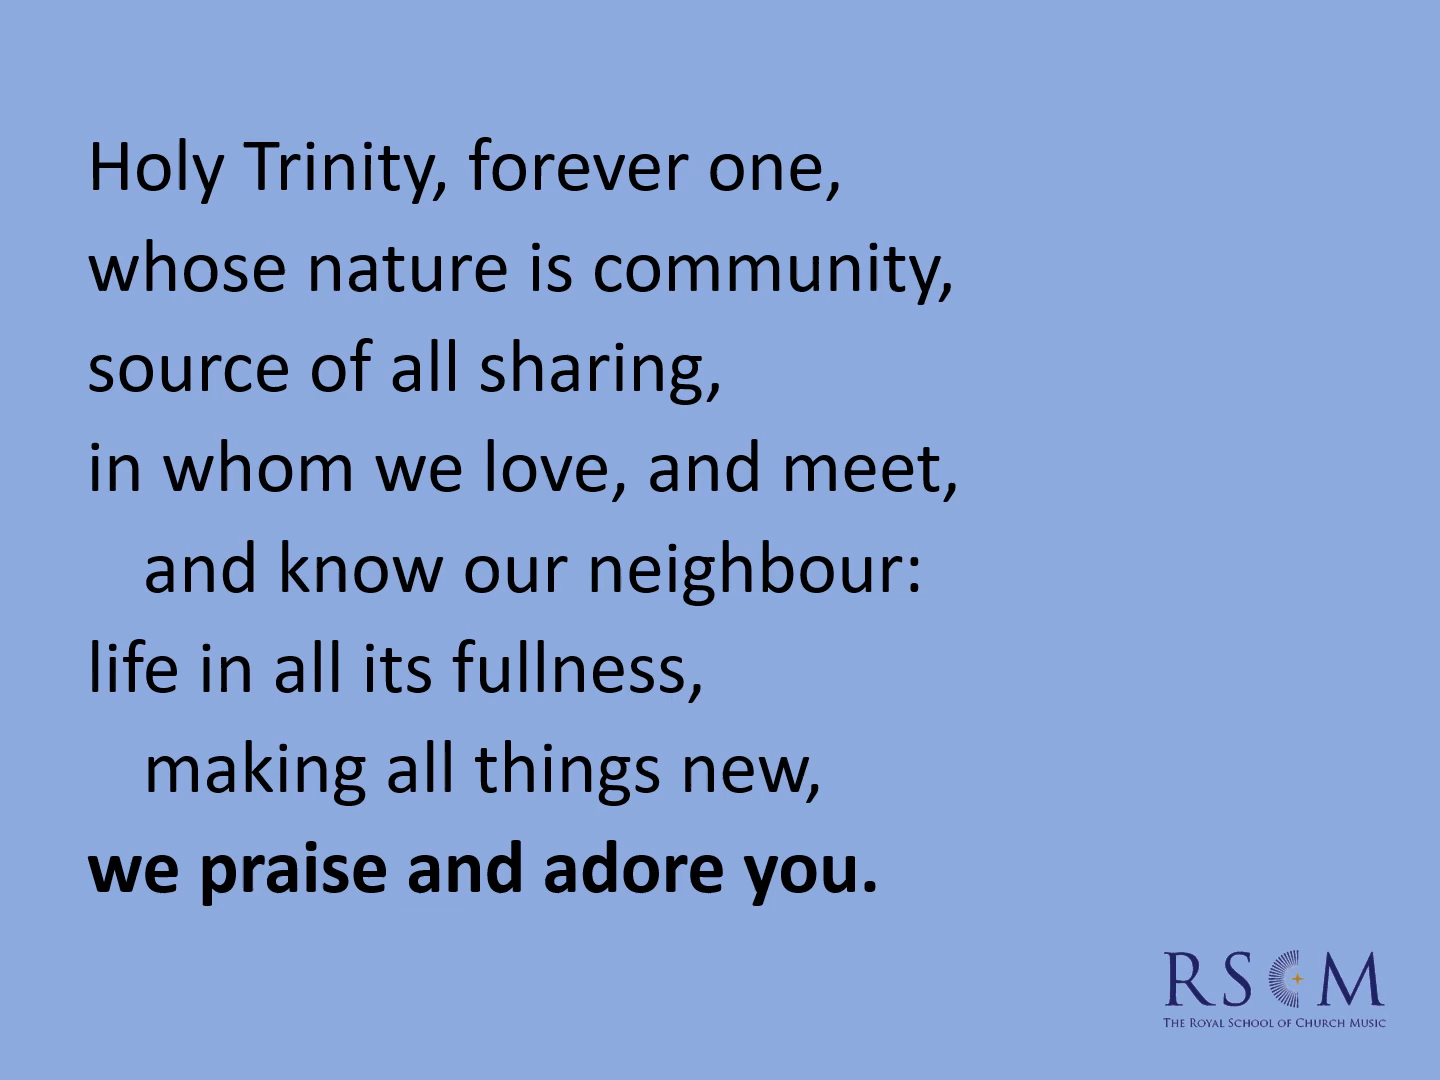 Holy Trinity, forever one,
whose nature is community,
source of all sharing,
in whom we love, and meet,
and know our neighbour:
life in all its fullness,
making all things new,
we praise and adore you.
RSCM
The Royal School of Church Music